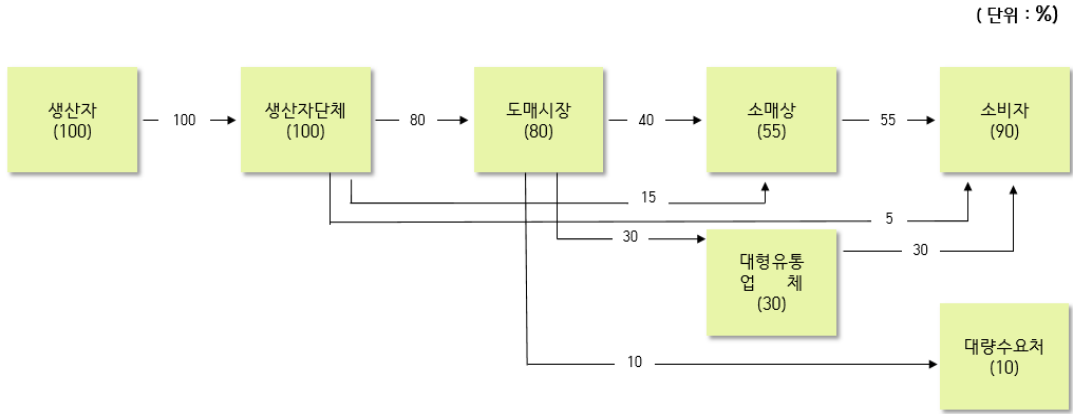 ( 단위 : %)
생산자
(100)
100
생산자단체
(100)
80
도매시장
(80)
40
소매상
(55)
55
소비자
(90)
15
5
30
대형유통
업 체
(30)
30
10
대량수요처
(10)